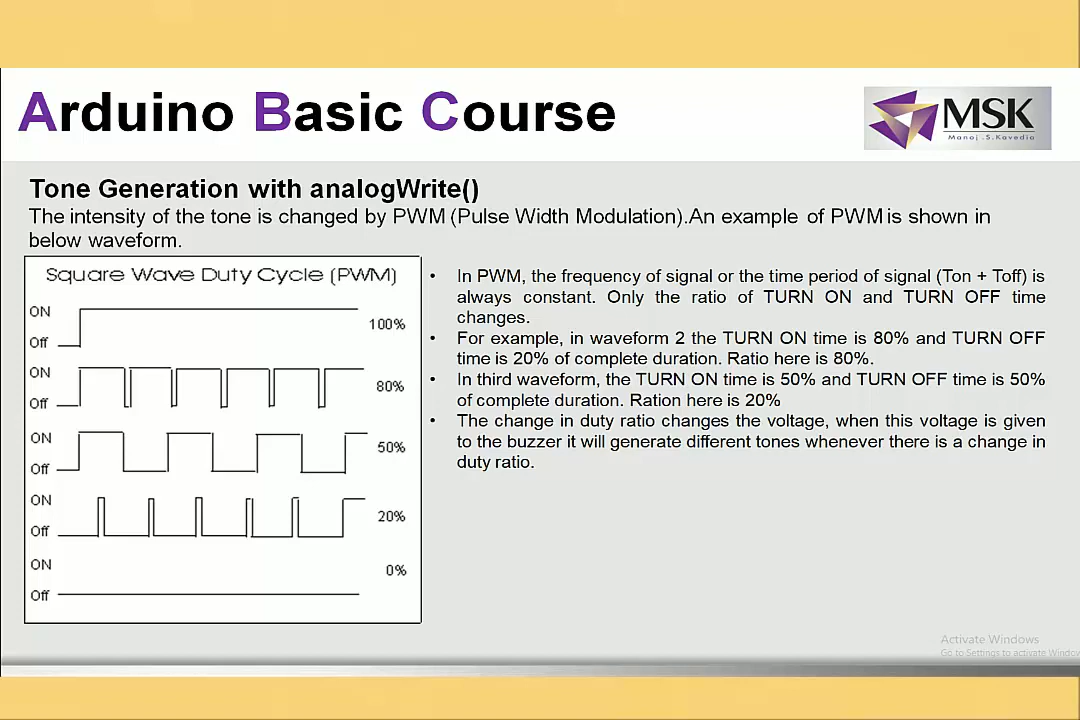 Arduino Basic Course
MSK
Manoj .S.Kavedia
Tone Generation with analogWrite()
The intensity of the tone is changed by PWM (Pulse Width Modulation).An example of PWM is shown in
below waveform.
Square Wave Duty Cycle (PWM)
ON
100%
Off
ON
80%
Off
ON
50%
Off
ON
20%
Off
ON
0%
Off
• In PWM, the frequency of signal or the time period of signal (Ton + Toff) is
always constant. Only the ratio of TURN ON and TURN OFF time
changes.
• For example, in waveform 2 the TURN ON time is 80% and TURN OFF
time is 20% of complete duration. Ratio here is 80%.
• In third waveform, the TURN ON time is 50% and TURN OFF time is 50%
of complete duration. Ration here is 20%
• The change in duty ratio changes the voltage, when this voltage is given
to the buzzer it will generate different tones whenever there is a change in
duty ratio.
Activate Windows
Go to Settings to activate Window